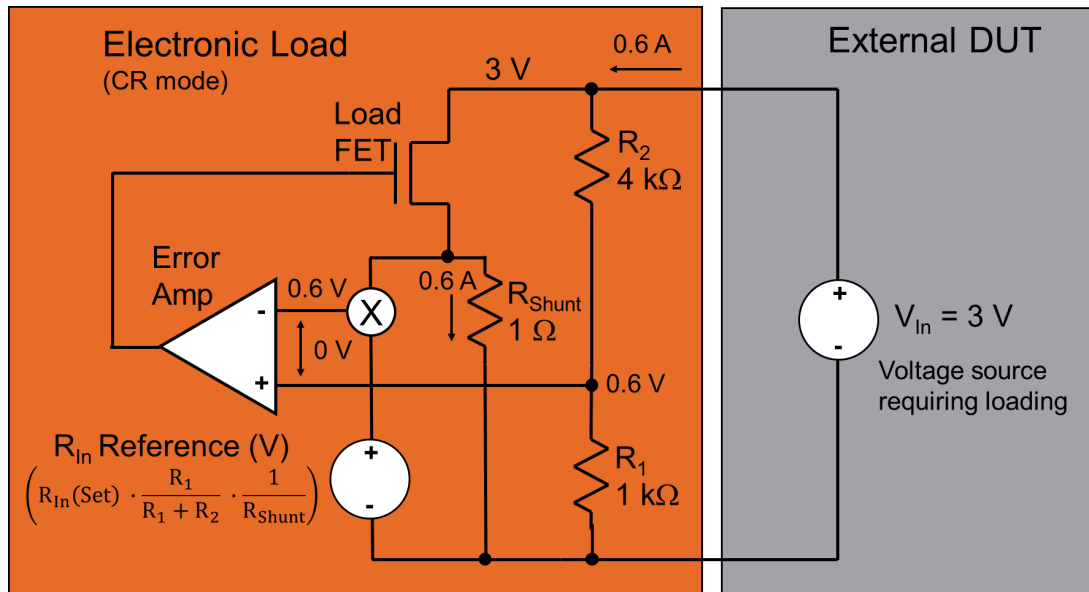 Electronic Load
(CR mode)
External DUT
0.6 A
3 V
Load
FET
R2
4 kΩ
Error
Amp
0.6 V
X
0.6 A
RShunt
1 Ω
-
0 V
+
0.6 V
+
-
VIn = 3 V
Voltage source
requiring loading
RIn Reference (V)
(RIn(Set) · R1 / (R1 + R2) · 1 / RShunt)
+
-
R1
1 kΩ